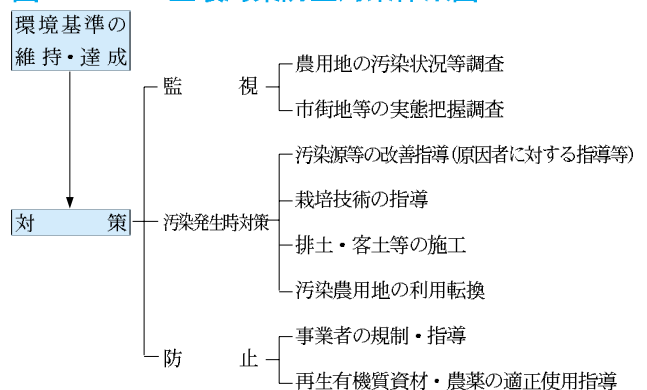 環境基準の
維持・達成
監視
農用地の汚染状況等調査
市街地等の実態把握調査
対策
汚染発生時対策
汚染源等の改善指導(原因者に対する指導等)
栽培技術の指導
排土・客土等の施工
汚染農用地の利用転換
防止
事業者の規制・指導
再生有機質資材・農薬の適正使用指導